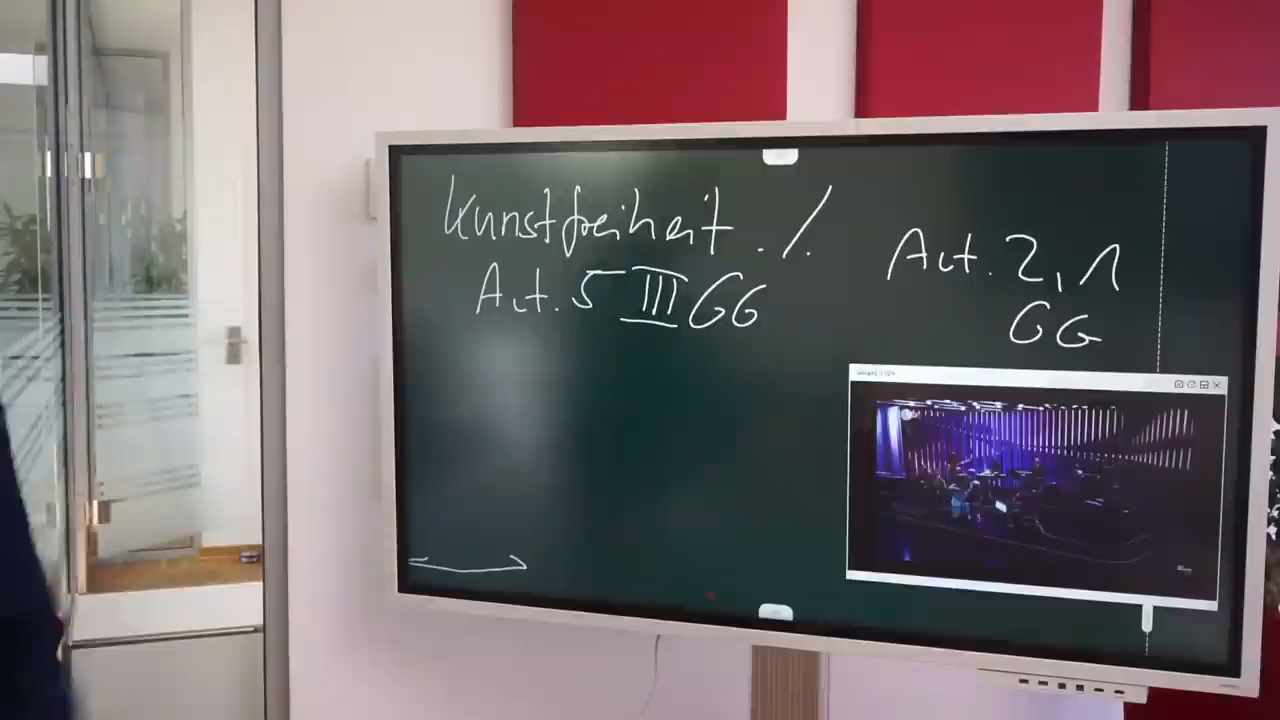 Kunstfreiheit ./.
Art. 5 III GG
Art. 2, 1
GG